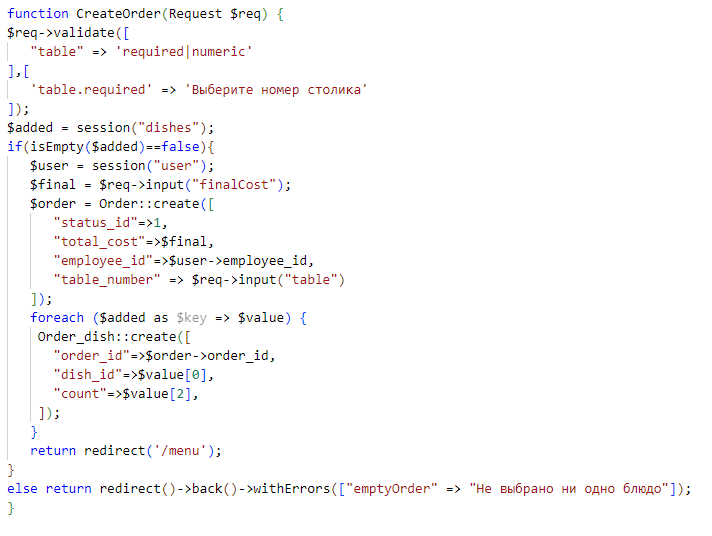 function CreateOrder(Request $req) {
$req->validate([
"table" => 'required|numeric'
],[
'table.required' => 'Выберите номер столика'
]);
$added = session("dishes");
if(isEmpty($added)==false){
$user = session("user");
$final = $req->input("finalCost");
$order = Order::create([
"status_id"=>1,
"total_cost"=>$final,
"employee_id"=>$user->employee_id,
"table_number" => $req->input("table")
]);
foreach ($added as $key => $value) {
Order_dish::create([
"order_id"=>$order->order_id,
"dish_id"=>$value[0],
"count"=>$value[2],
]);
}
return redirect('/menu');
}
else return redirect()->back()->withErrors(["emptyOrder" => "Не выбрано ни одно блюдо"]);
}